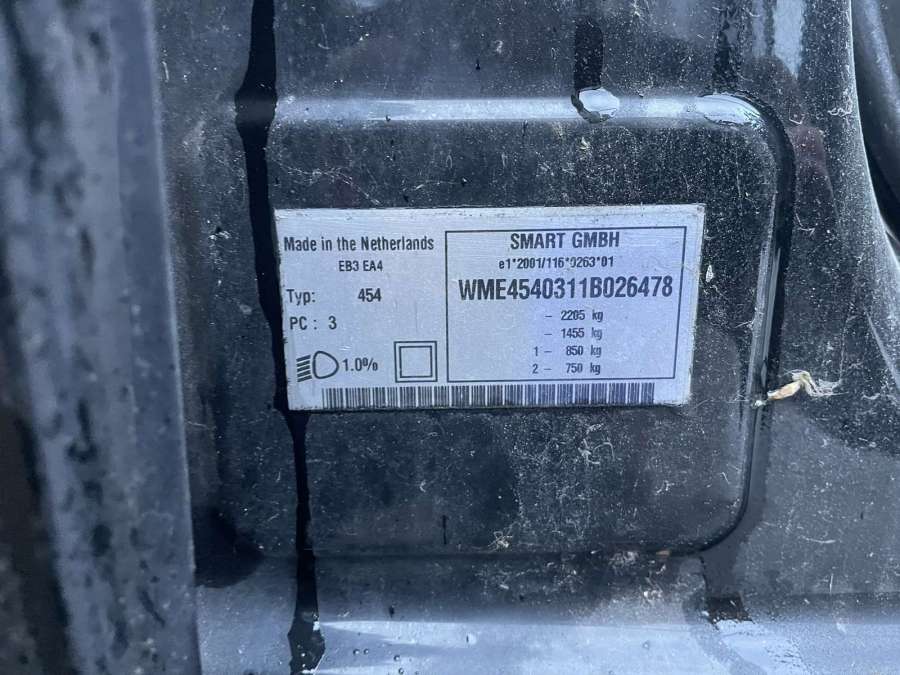 Made in the Netherlands
EB3 EA4
Typ: 454
PC : 3
1.0%
SMART GMBH
e1*2001/116*0263*01
WME4540311B026478
– 2205 kg
– 1455 kg
1 – 850 kg
2 – 750 kg